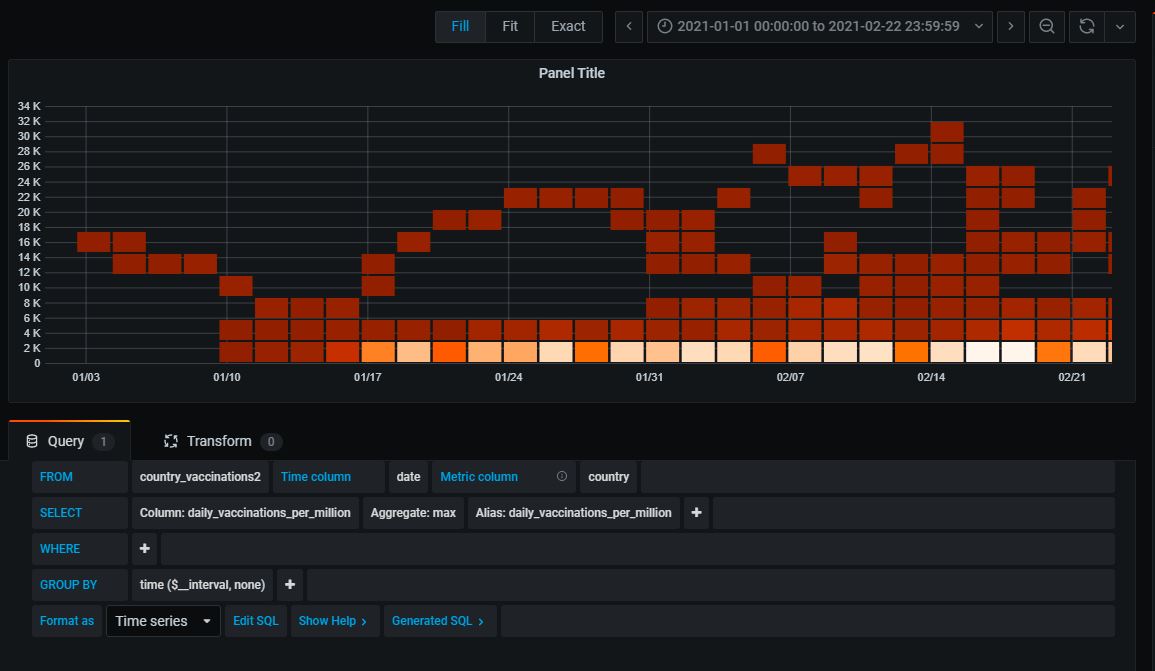 Fill Fit Exact 2021-01-01 00:00:00 to 2021-02-22 23:59:59
Panel Title
34 K
32 K
30 K
28 K
26 K
24 K
22 K
20 K
18 K
16 K
14 K
12 K
10 K
8 K
6 K
4 K
2 K
0
01/03 01/10 01/17 01/24 01/31 02/07 02/14 02/21
Query 1 Transform 0
FROM country_vaccinations2 Time column date Metric column country
SELECT Column: daily_vaccinations_per_million Aggregate: max Alias: daily_vaccinations_per_million +
WHERE +
GROUP BY time ($__interval, none) +
Format as Time series Edit SQL Show Help > Generated SQL >